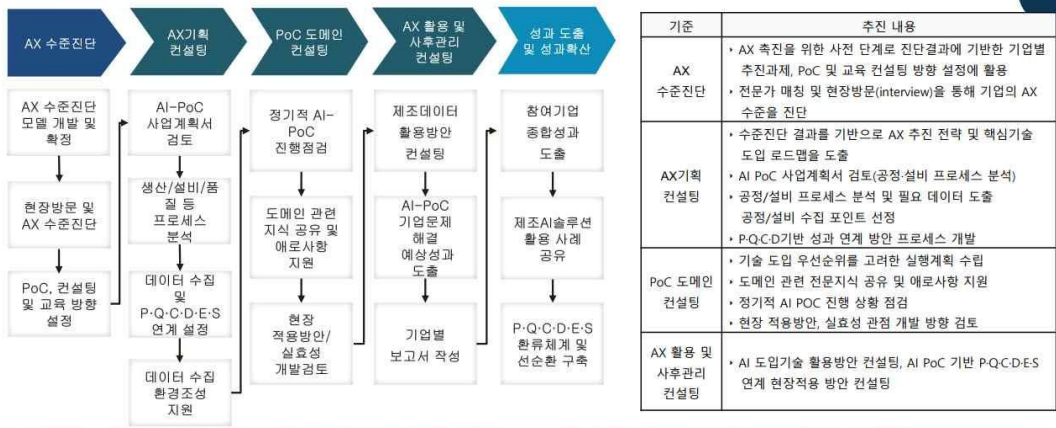 AX 수준진단
AX기획
컨설팅
PoC 도메인
컨설팅
AX 활용 및
사후관리
컨설팅
성과 도출
및 성과확산
AX 수준진단
모델 개발 및
확정
현장방문 및
AX 수준진단
PoC, 컨설팅
및 교육 방향
설정
AI-PoC
사업계획서
검토
생산/설비/품
질 등
프로세스
분석
데이터 수집
및
P·Q·C·D·E·S
연계 설정
데이터 수집
환경조성
지원
정기적 AI-
PoC
진행점검
도메인 관련
지식 공유 및
애로사항
지원
현장
적용방안/
실효성
개발검토
제조데이터
활용방안
컨설팅
AI-PoC
기업문제
해결
예상성과
도출
기업별
보고서 작성
참여기업
종합성과
도출
제조AI솔루션
활용 사례
공유
P·Q·C·D·E·S
환류체계 및
선순환 구축
기준
추진 내용
AX
수준진단
‣ AX 촉진을 위한 사전 단계로 진단결과에 기반한 기업별
추진과제, PoC 및 교육 컨설팅 방향 설정에 활용
‣ 전문가 매칭 및 현장방문(interview)을 통해 기업의 AX
수준을 진단
AX기획
컨설팅
‣ 수준진단 결과를 기반으로 AX 추진 전략 및 핵심기술
도입 로드맵을 도출
‣ AI PoC 사업계획서 검토(공정·설비 프로세스 분석)
‣ 공정/설비 프로세스 분석 및 필요 데이터 도출
공정/설비 수집 포인트 선정
‣ P·Q·C·D기반 성과 연계 방안 프로세스 개발
PoC 도메인
컨설팅
‣ 기술 도입 우선순위를 고려한 실행계획 수립
‣ 도메인 관련 전문지식 공유 및 애로사항 지원
‣ 정기적 AI POC 진행 상황 점검
‣ 현장 적용방안, 실효성 관점 개발 방향 검토
AX 활용 및
사후관리
컨설팅
‣ AI 도입기술 활용방안 컨설팅, AI PoC 기반 P·Q·C·D·E·S
연계 현장적용 방안 컨설팅